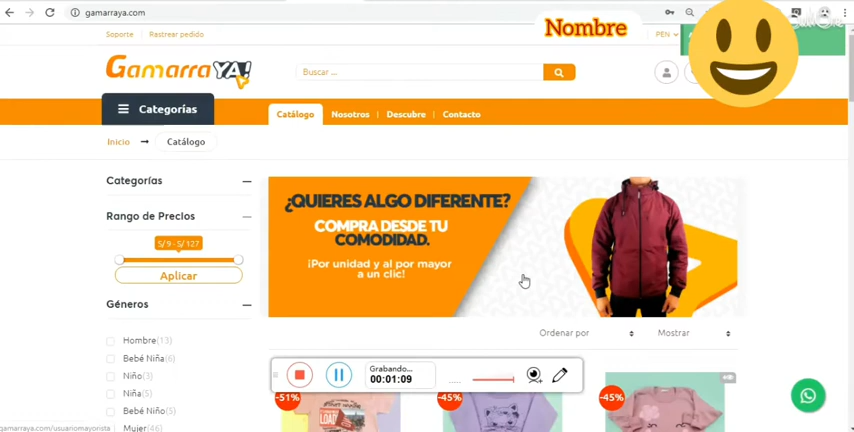 gamarraya.com
Nombre
Soporte
Rastrear pedido
PEN
Gamarra YA!
Buscar ...
Categorías
Catálogo
Nosotros
Descubre
Contacto
Inicio
Catálogo
Categorías
Rango de Precios
S/ 9 - S/ 127
Aplicar
Géneros
Hombre(13)
Bebé Niña(6)
Niño(3)
Niña(5)
Bebé Niño(5)
Mujer(46)
¿QUIERES ALGO DIFERENTE?
COMPRA DESDE TU
COMODIDAD.
¡Por unidad y al por mayor
a un clic!
Ordenar por
Mostrar
Grabando...
00:01:09
-51%
-45%
-45%
LOAD
gamarraya.com/usuariomayorista